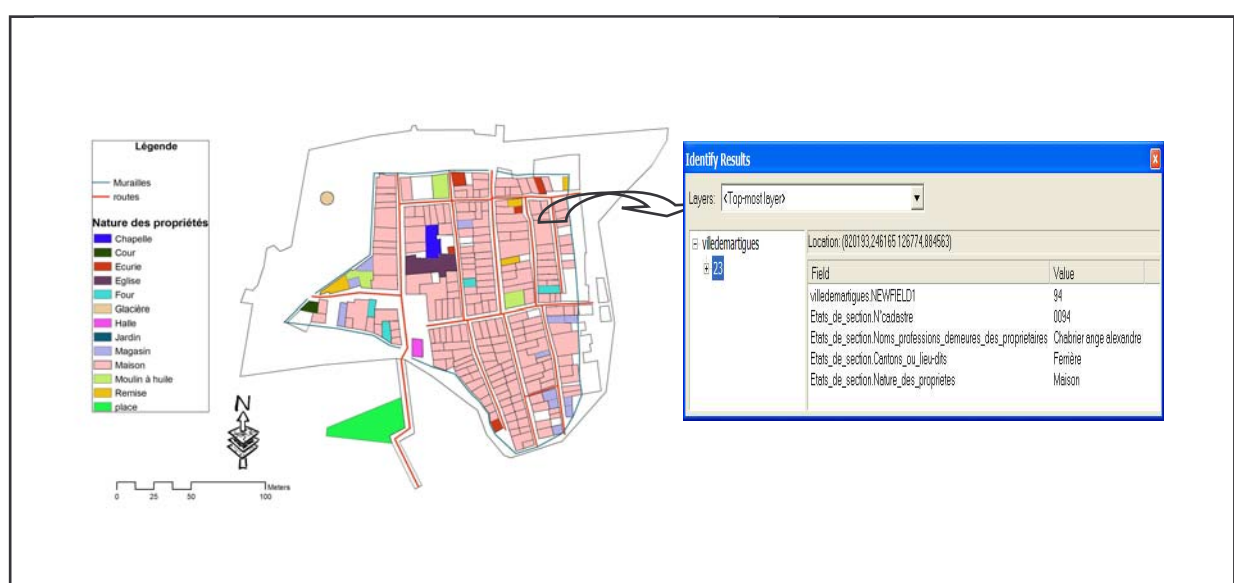 Légende
Murailles
routes
Nature des propriétés
Chapelle
Cour
Ecurie
Eglise
Four
Glacière
Halle
Jardin
Magasin
Maison
Moulin à huile
Remise
place
N
0 25 50 100 Meters
Identify Results
Layers: <Top-most layer>
villedemartigues
23
Location: (820193,246165 126774,884563)
Field Value
villedemartigues.NEWFIELD1 94
Etats_de_section.N°cadastre 0094
Etats_de_section.Noms_professions_demeures_des_proprietaires Chabrier ange alexandre
Etats_de_section.Cantons_ou_lieu-dits Ferrière
Etats_de_section.Nature_des_proprietes Maison